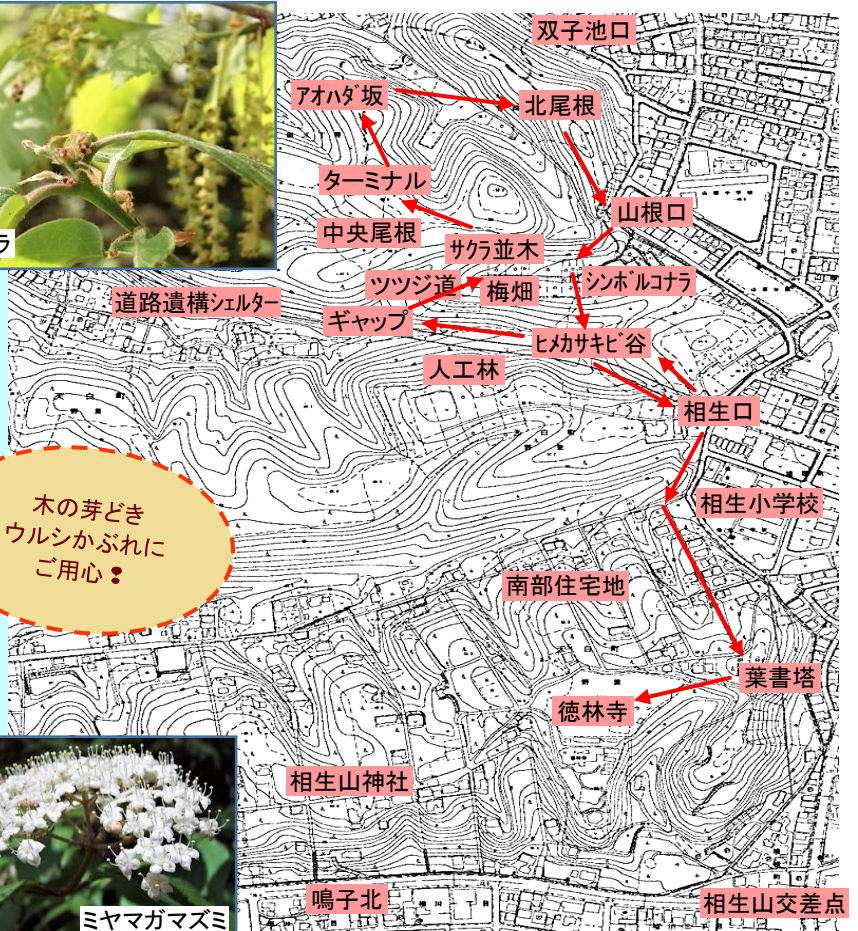 双子池口
ｱｵﾊﾀﾞ坂
北尾根
ターミナル
山根口
中央尾根
サクラ並木
ツツジ道
梅畑
ｼﾝﾎﾞﾙｺﾅﾗ
道路遺構ｼｪﾙﾀｰ
ギャップ
ﾋﾒｶｻｷﾋﾞ谷
人工林
相生口
ラ
天白町
木の芽どき
ウルシかぶれに
ご用心❢
相生小学校
南部住宅地
葉書塔
徳林寺
相生山神社
ミヤマガマズミ
鳴子北
相生山交差点